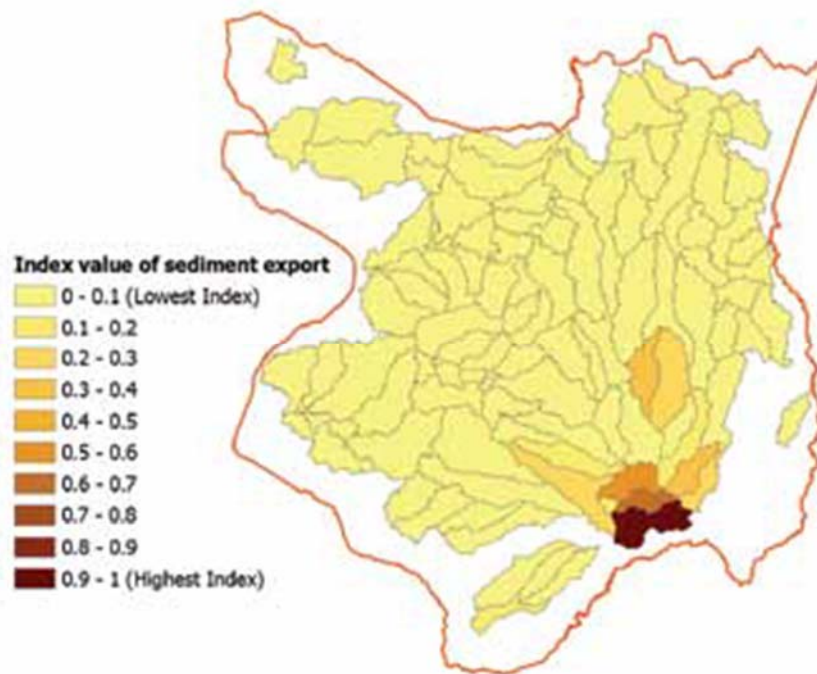 Index value of sediment export
0 - 0.1 (Lowest Index)
0.1 - 0.2
0.2 - 0.3
0.3 - 0.4
0.4 - 0.5
0.5 - 0.6
0.6 - 0.7
0.7 - 0.8
0.8 - 0.9
0.9 - 1 (Highest Index)